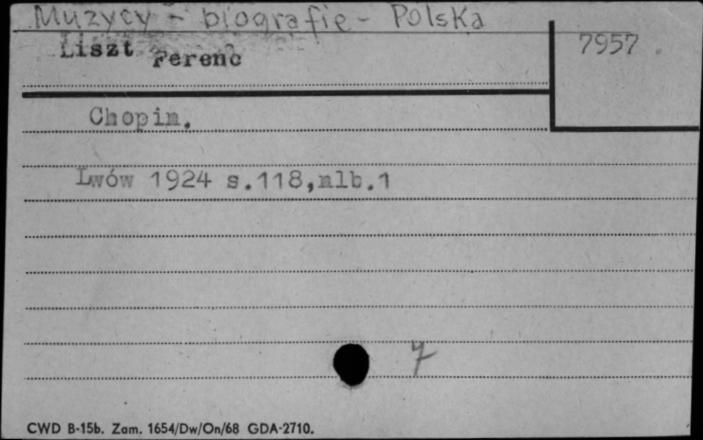 Muzycy - biografie - Polska
Liszt Ferenc
7957
Chopin.
Lwów 1924 s.118,nlb.1
7
CWD B-15b. Zam. 1654/Dw/On/68 GDA-2710.